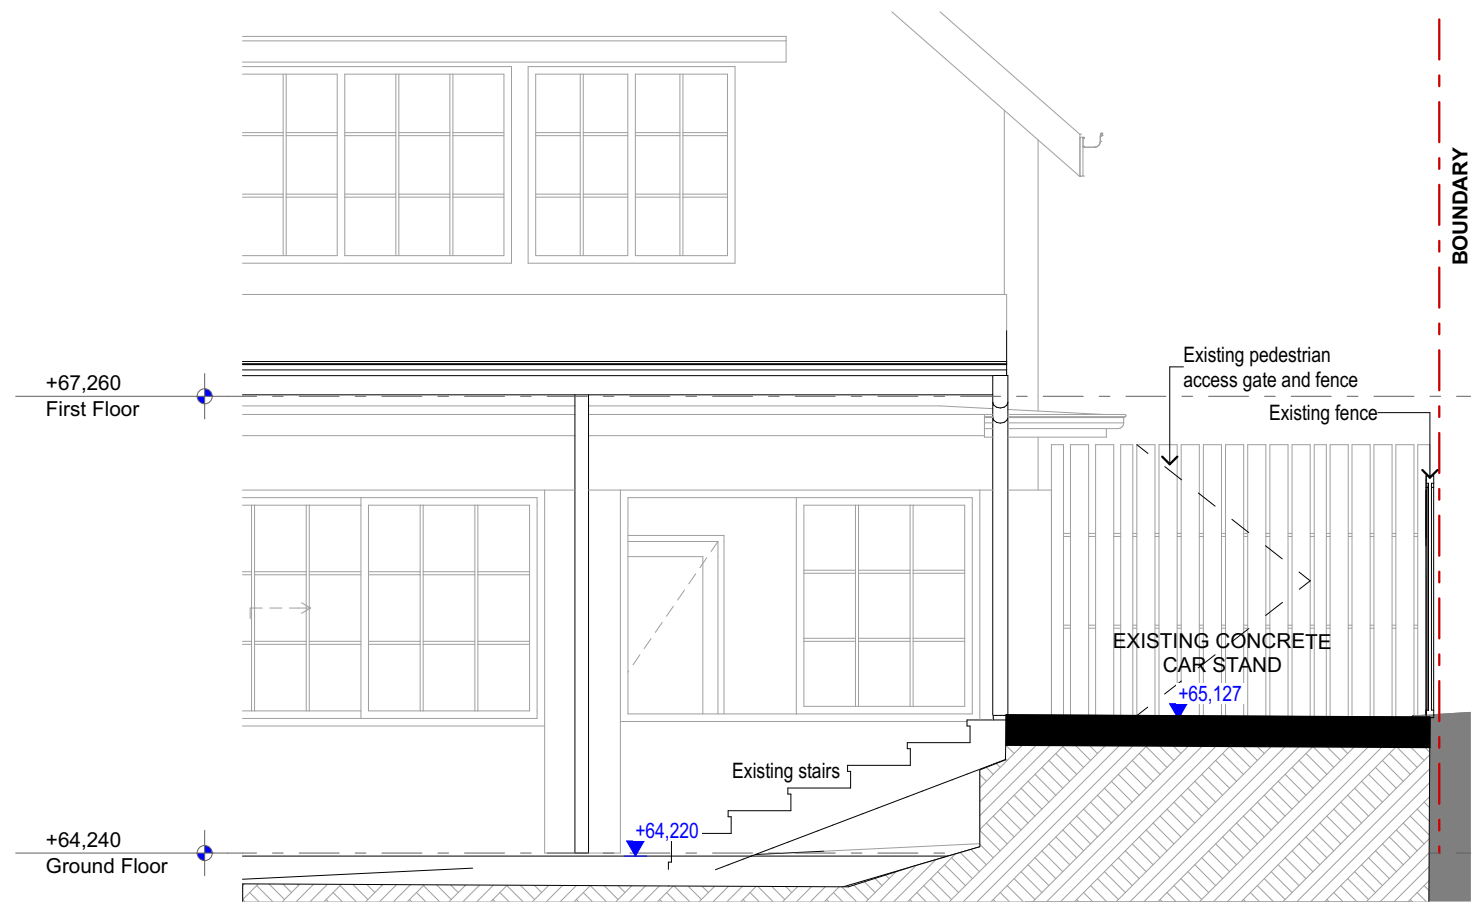 BOUNDARY
Existing pedestrian
access gate and fence
+67,260
First Floor
Existing fence
EXISTING CONCRETE
CAR STAND
+65,127
Existing stairs
+64,220
+64,240
Ground Floor